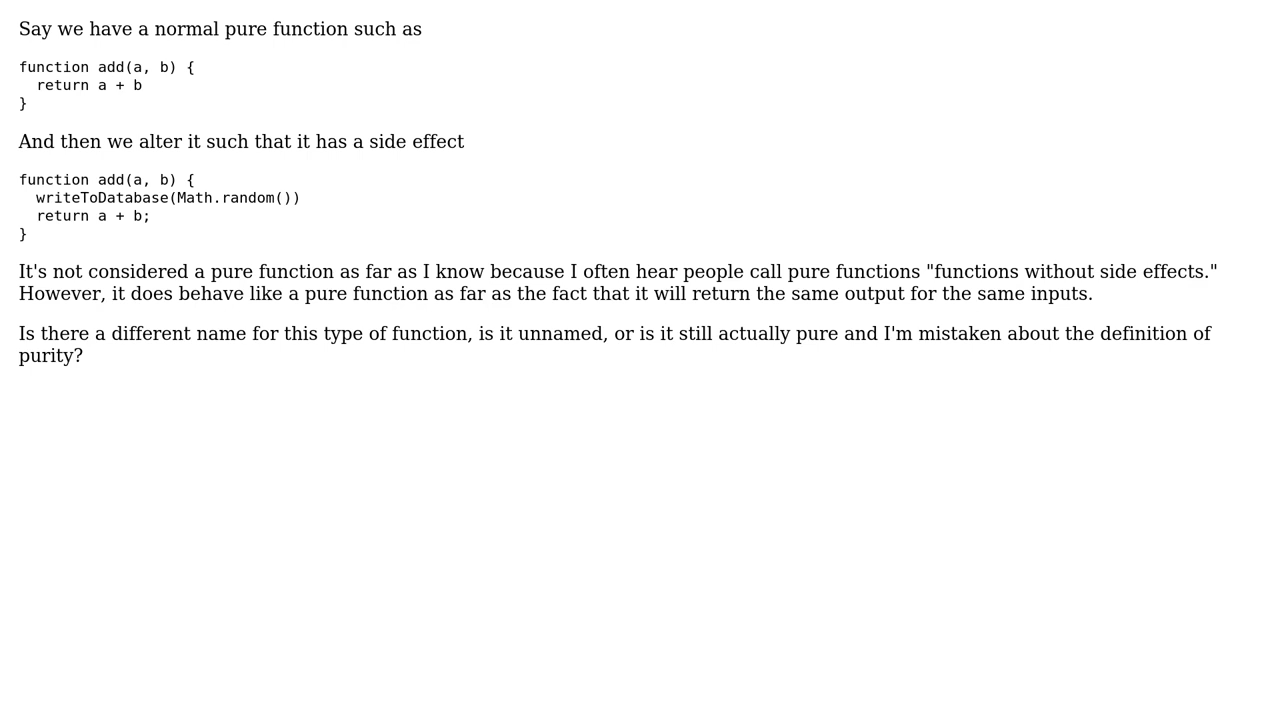 Say we have a normal pure function such as
function add(a, b) {
  return a + b
}
And then we alter it such that it has a side effect
function add(a, b) {
  writeToDatabase(Math.random())
  return a + b;
}
It's not considered a pure function as far as I know because I often hear people call pure functions "functions without side effects."
However, it does behave like a pure function as far as the fact that it will return the same output for the same inputs.
Is there a different name for this type of function, is it unnamed, or is it still actually pure and I'm mistaken about the definition of
purity?